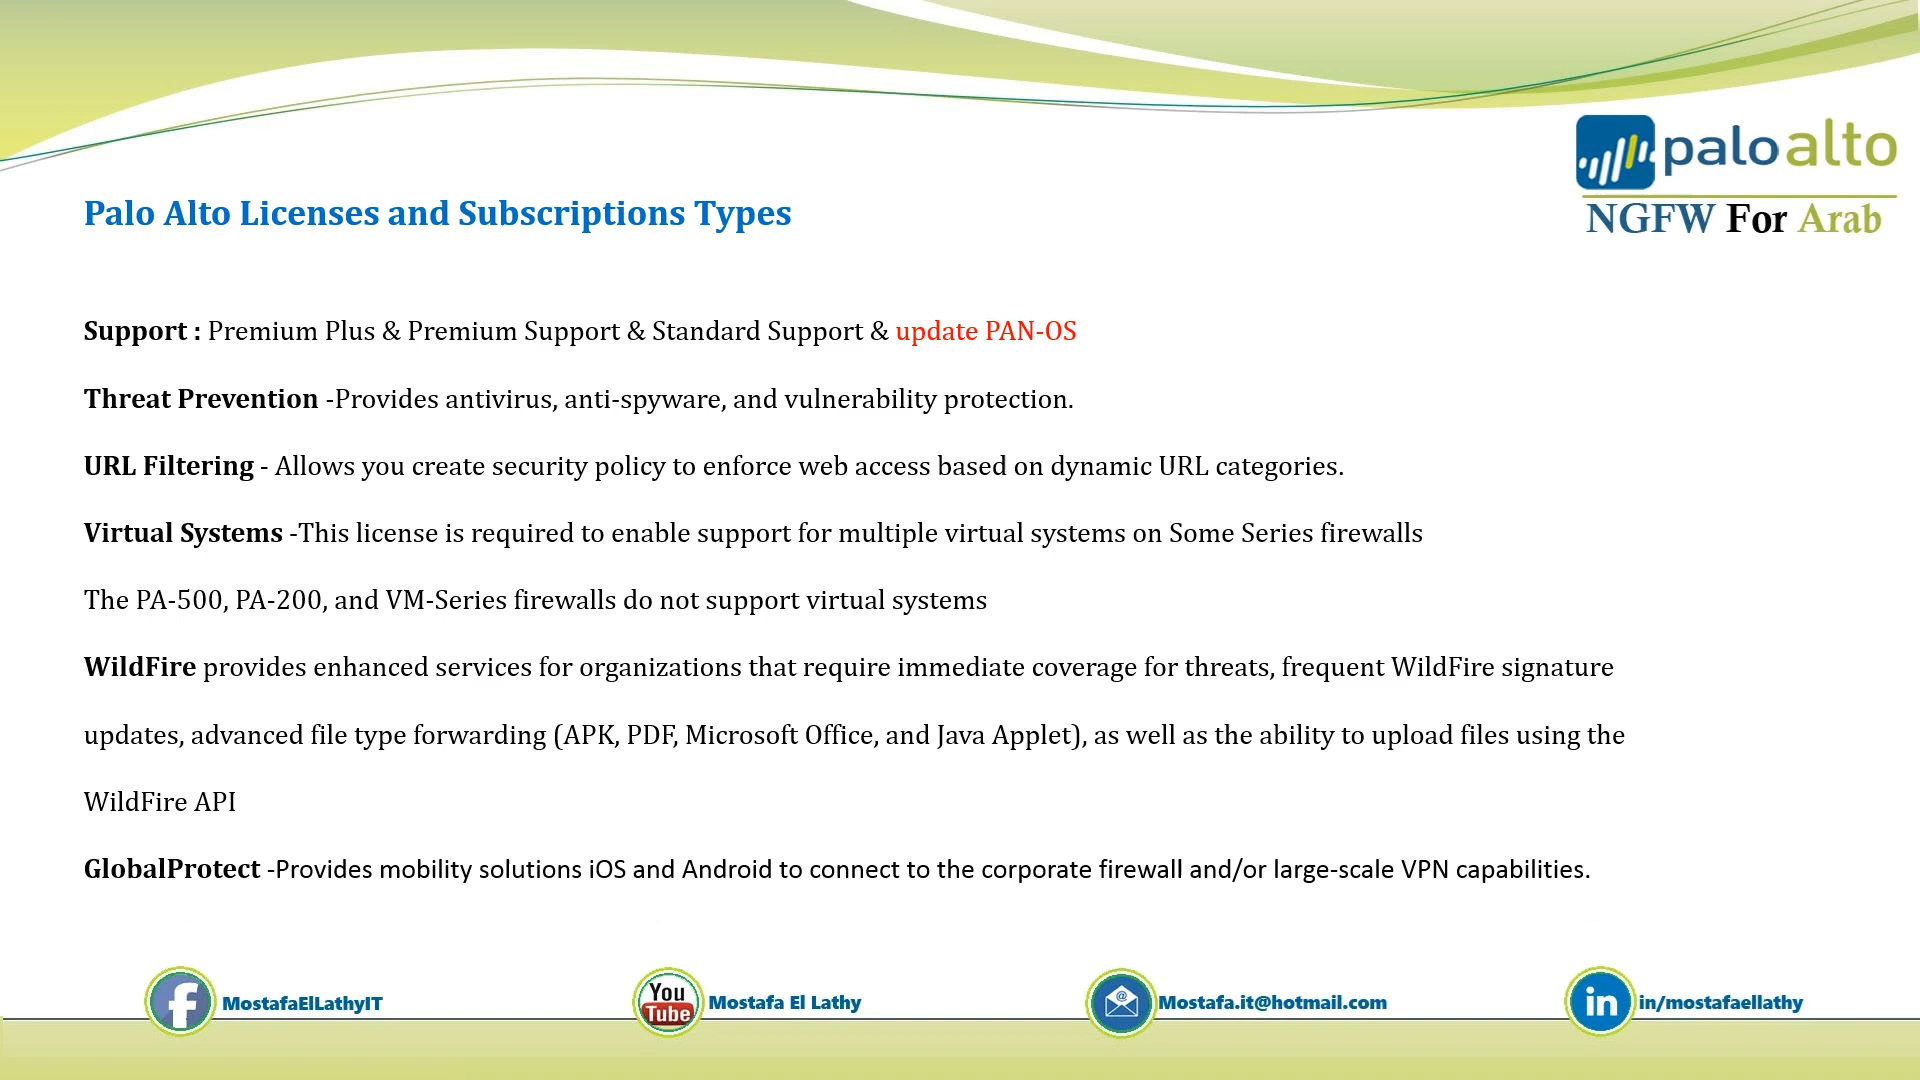 paloalto
NGFW For Arab
Palo Alto Licenses and Subscriptions Types
Support : Premium Plus & Premium Support & Standard Support & update PAN-OS
Threat Prevention -Provides antivirus, anti-spyware, and vulnerability protection.
URL Filtering - Allows you create security policy to enforce web access based on dynamic URL categories.
Virtual Systems -This license is required to enable support for multiple virtual systems on Some Series firewalls
The PA-500, PA-200, and VM-Series firewalls do not support virtual systems
WildFire provides enhanced services for organizations that require immediate coverage for threats, frequent WildFire signature
updates, advanced file type forwarding (APK, PDF, Microsoft Office, and Java Applet), as well as the ability to upload files using the
WildFire API
GlobalProtect -Provides mobility solutions iOS and Android to connect to the corporate firewall and/or large-scale VPN capabilities.
f MostafaElLathyIT
You Tube Mostafa El Lathy
@ Mostafa.it@hotmail.com
in in/mostafaellathy